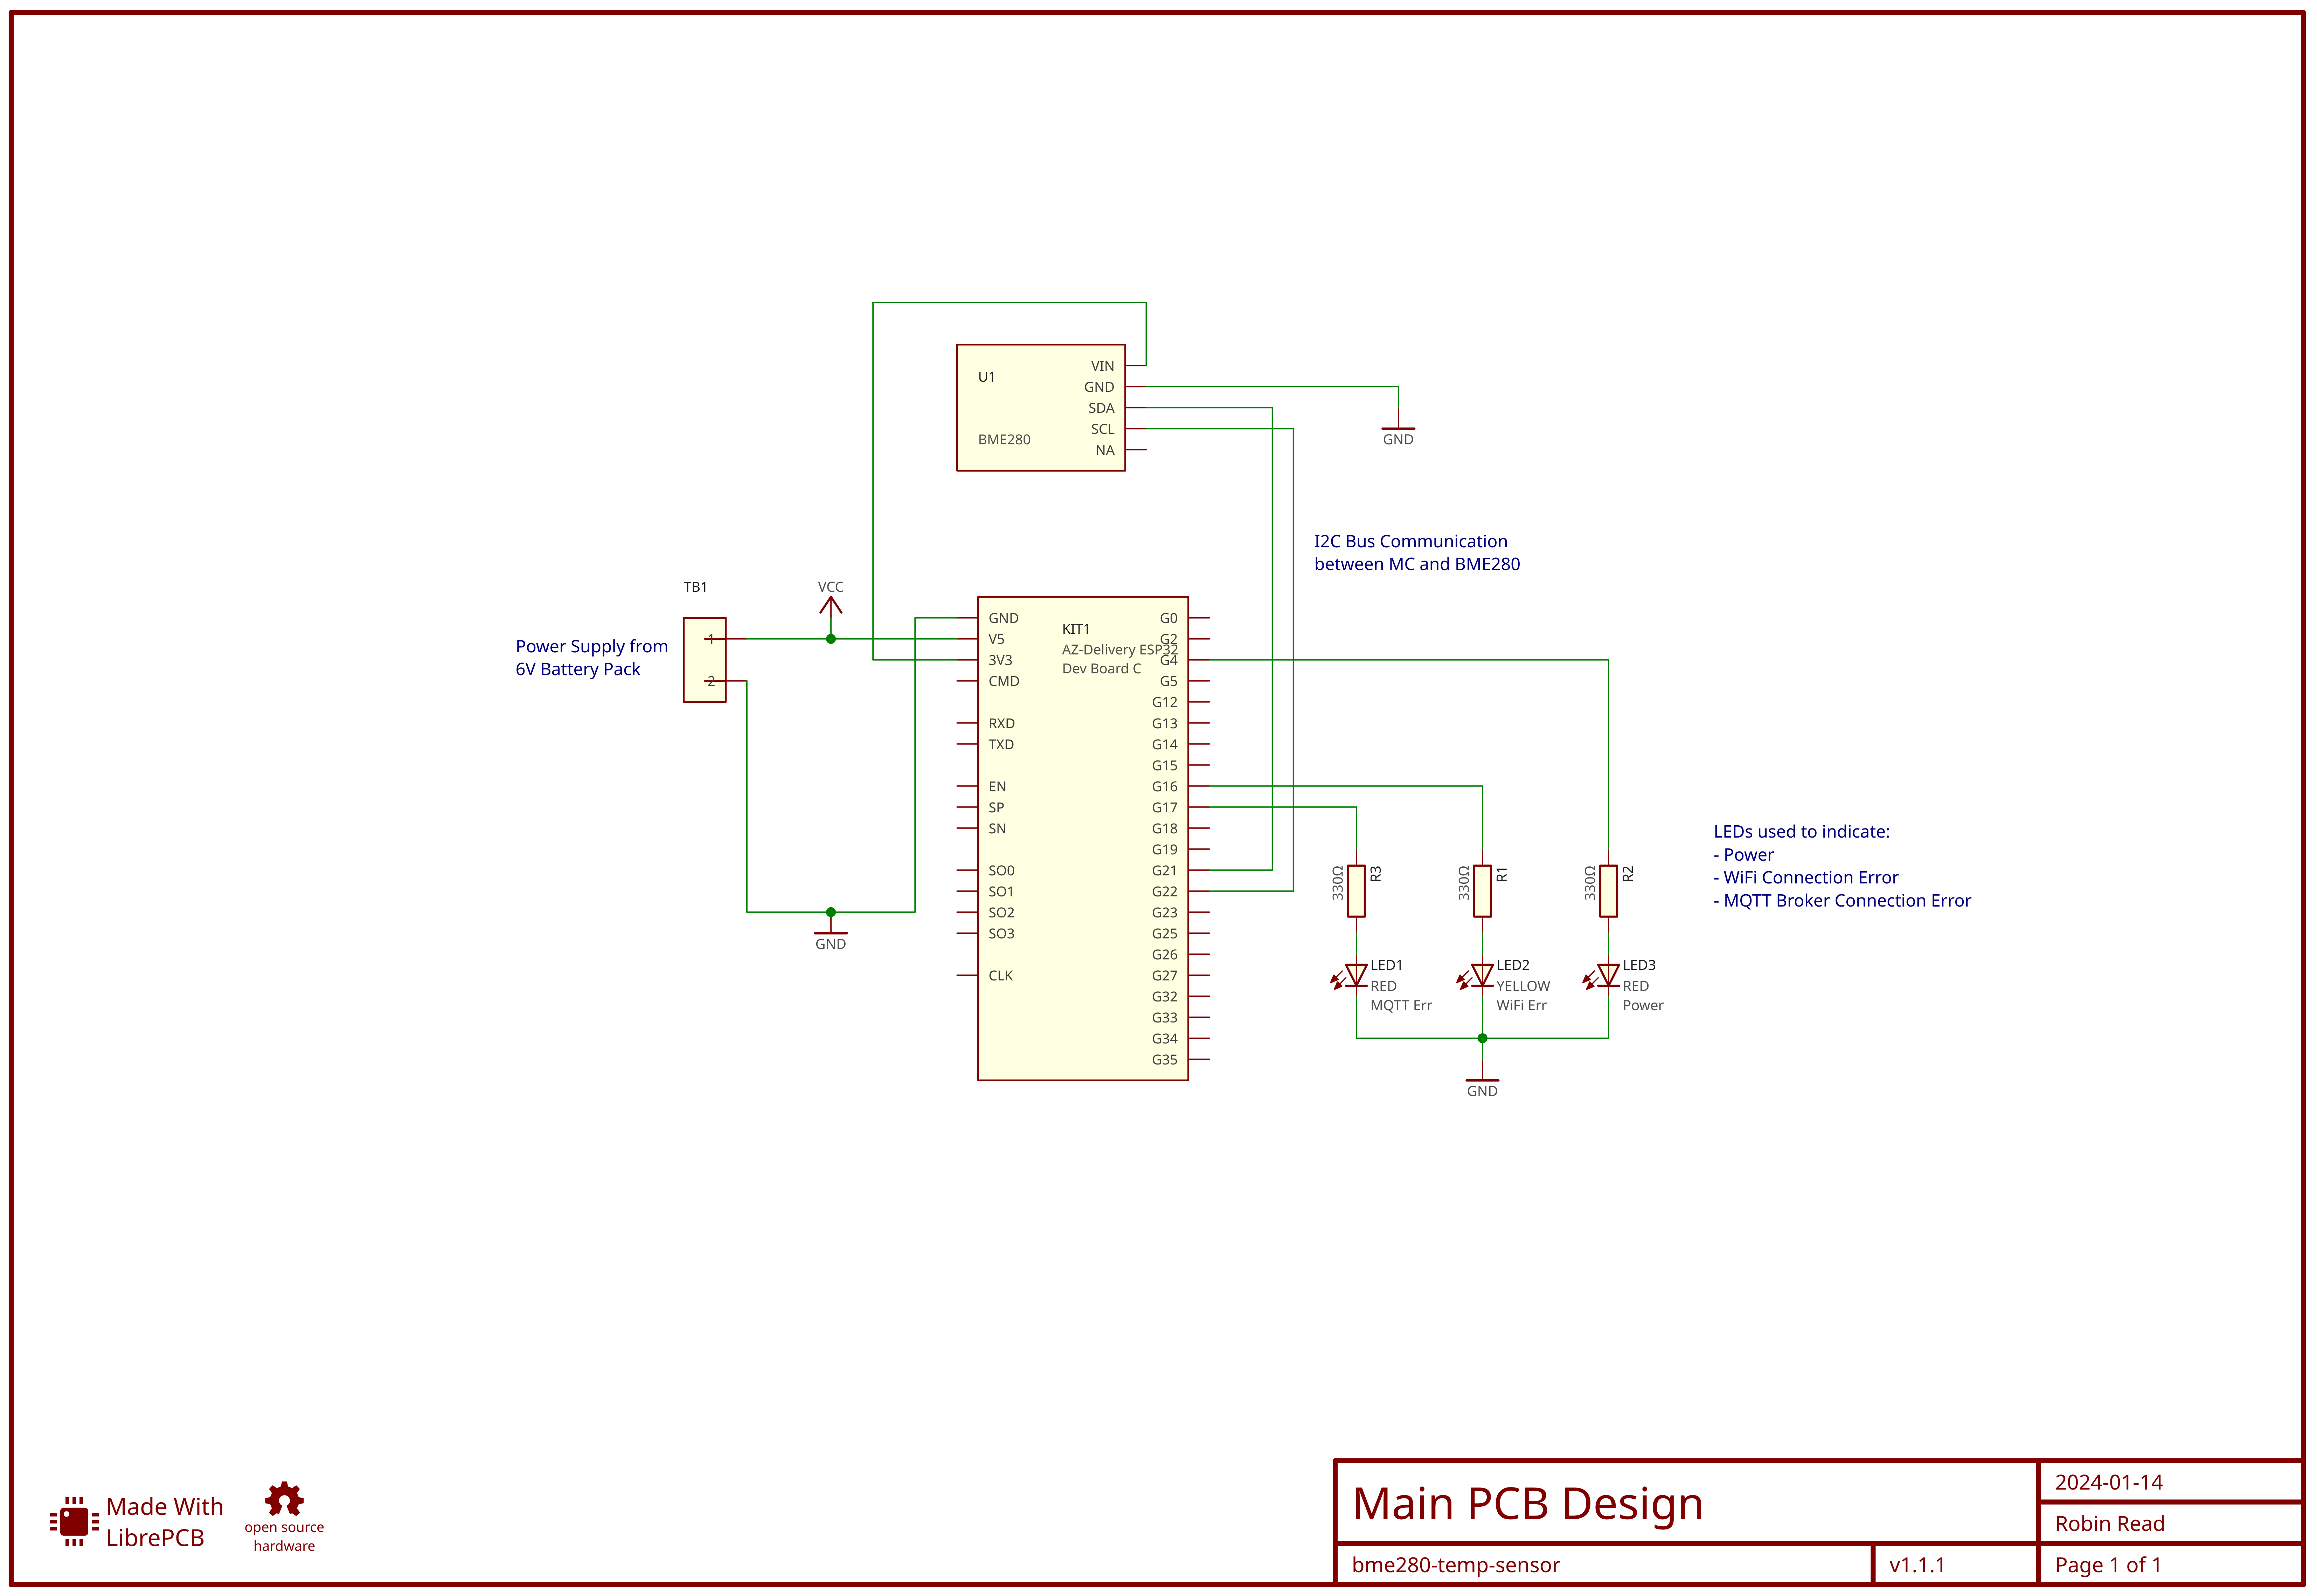 U1
BME280
VIN
GND
SDA
SCL
NA
GND
I2C Bus Communication
between MC and BME280
TB1
VCC
1
2
Power Supply from
6V Battery Pack
GND
KIT1
AZ-Delivery ESP32
Dev Board C
GND
V5
3V3
CMD
RXD
TXD
EN
SP
SN
SO0
SO1
SO2
SO3
CLK
G0
G2
G4
G5
G12
G13
G14
G15
G16
G17
G18
G19
G21
G22
G23
G25
G26
G27
G32
G33
G34
G35
330Ω
R3
330Ω
R1
330Ω
R2
LED1
RED
MQTT Err
LED2
YELLOW
WiFi Err
LED3
RED
Power
GND
LEDs used to indicate:
- Power
- WiFi Connection Error
- MQTT Broker Connection Error
Made With
LibrePCB
open source
hardware
Main PCB Design
2024-01-14
Robin Read
bme280-temp-sensor
v1.1.1
Page 1 of 1